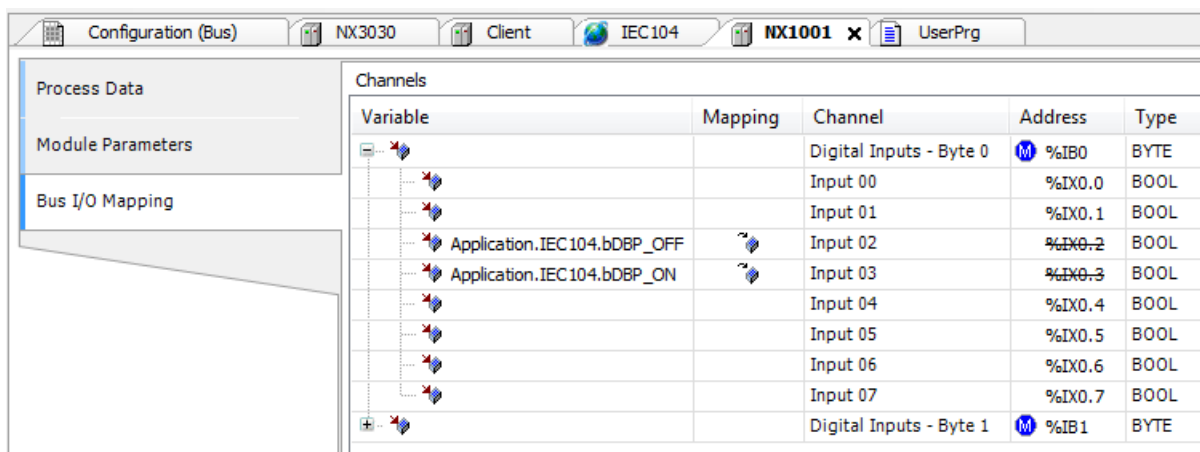 Configuration (Bus) NX3030 Client IEC104 NX1001 x UserPrg
Process Data
Module Parameters
Bus I/O Mapping
Channels
Variable Mapping Channel Address Type
Digital Inputs - Byte 0 M %IB0 BYTE
Input 00 %IX0.0 BOOL
Input 01 %IX0.1 BOOL
Application.IEC104.bDBP_OFF Input 02 %IX0.2 BOOL
Application.IEC104.bDBP_ON Input 03 %IX0.3 BOOL
Input 04 %IX0.4 BOOL
Input 05 %IX0.5 BOOL
Input 06 %IX0.6 BOOL
Input 07 %IX0.7 BOOL
Digital Inputs - Byte 1 M %IB1 BYTE